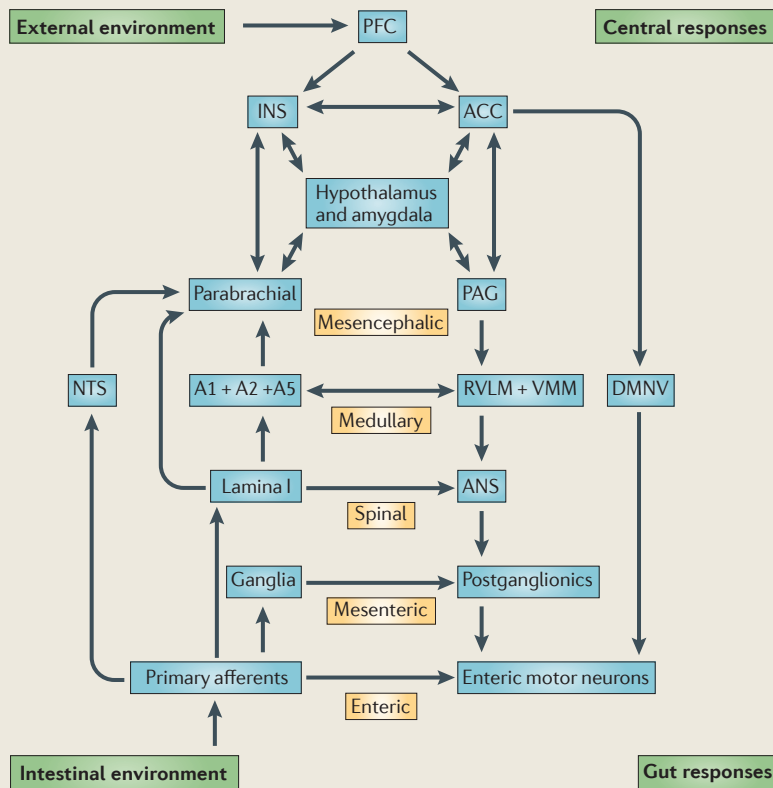 External environment
PFC
Central responses
INS
ACC
Hypothalamus
and amygdala
Parabrachial
PAG
Mesencephalic
NTS
A1 + A2 +A5
RVLM + VMM
DMNV
Medullary
Lamina I
ANS
Spinal
Ganglia
Postganglionics
Mesenteric
Primary afferents
Enteric motor neurons
Enteric
Intestinal environment
Gut responses